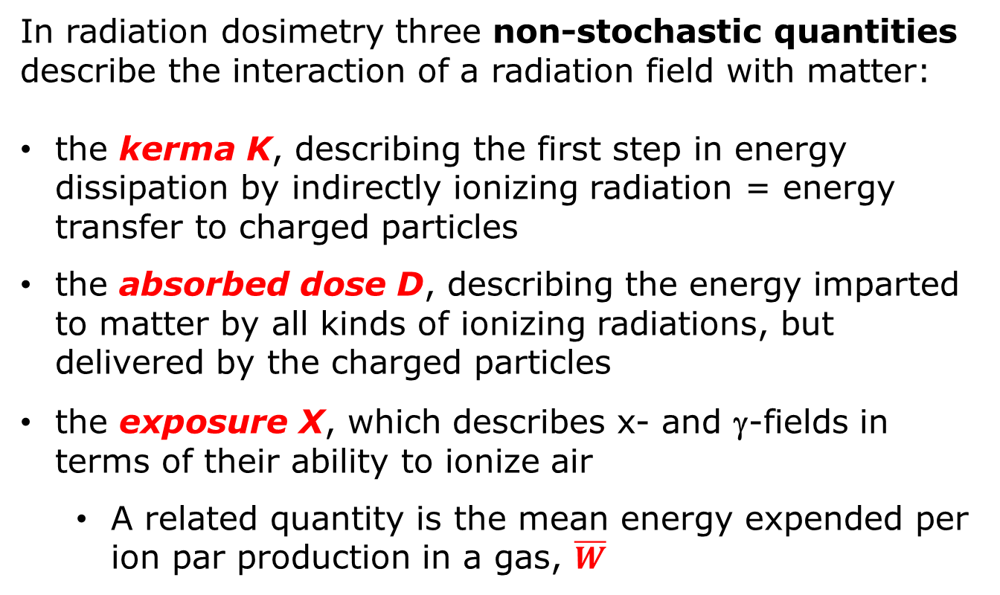 In radiation dosimetry three non-stochastic quantities
describe the interaction of a radiation field with matter:
• the kerma K, describing the first step in energy
dissipation by indirectly ionizing radiation = energy
transfer to charged particles
• the absorbed dose D, describing the energy imparted
to matter by all kinds of ionizing radiations, but
delivered by the charged particles
• the exposure X, which describes x- and γ-fields in
terms of their ability to ionize air
• A related quantity is the mean energy expended per
ion par production in a gas, W̅